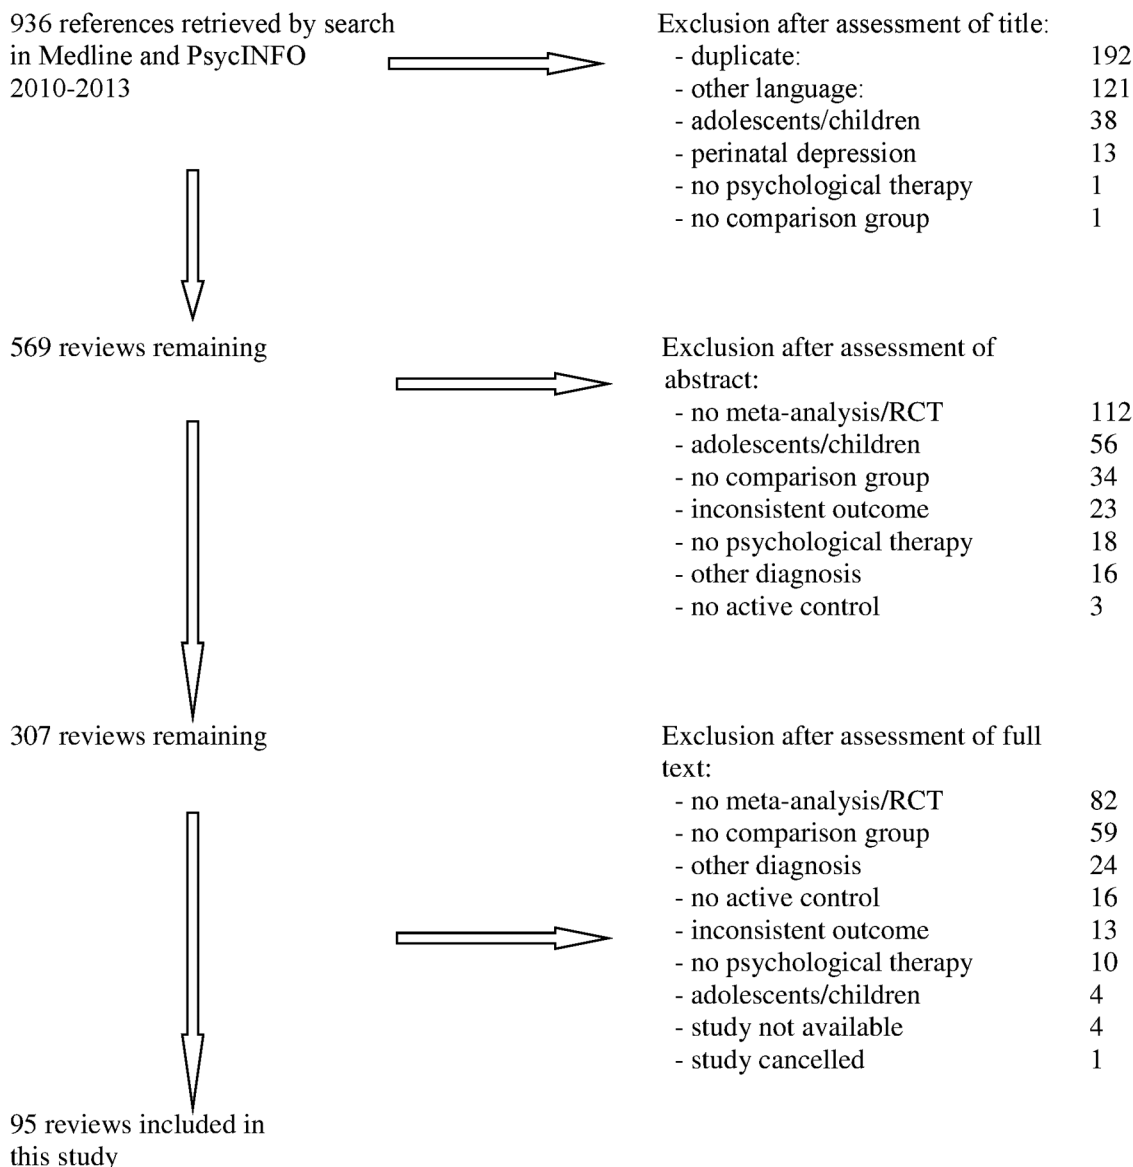 936 references retrieved by search
in Medline and PsycINFO
2010-2013
Exclusion after assessment of title:
- duplicate: 192
- other language: 121
- adolescents/children 38
- perinatal depression 13
- no psychological therapy 1
- no comparison group 1
569 reviews remaining
Exclusion after assessment of
abstract:
- no meta-analysis/RCT 112
- adolescents/children 56
- no comparison group 34
- inconsistent outcome 23
- no psychological therapy 18
- other diagnosis 16
- no active control 3
307 reviews remaining
Exclusion after assessment of full
text:
- no meta-analysis/RCT 82
- no comparison group 59
- other diagnosis 24
- no active control 16
- inconsistent outcome 13
- no psychological therapy 10
- adolescents/children 4
- study not available 4
- study cancelled 1
95 reviews included in
this study